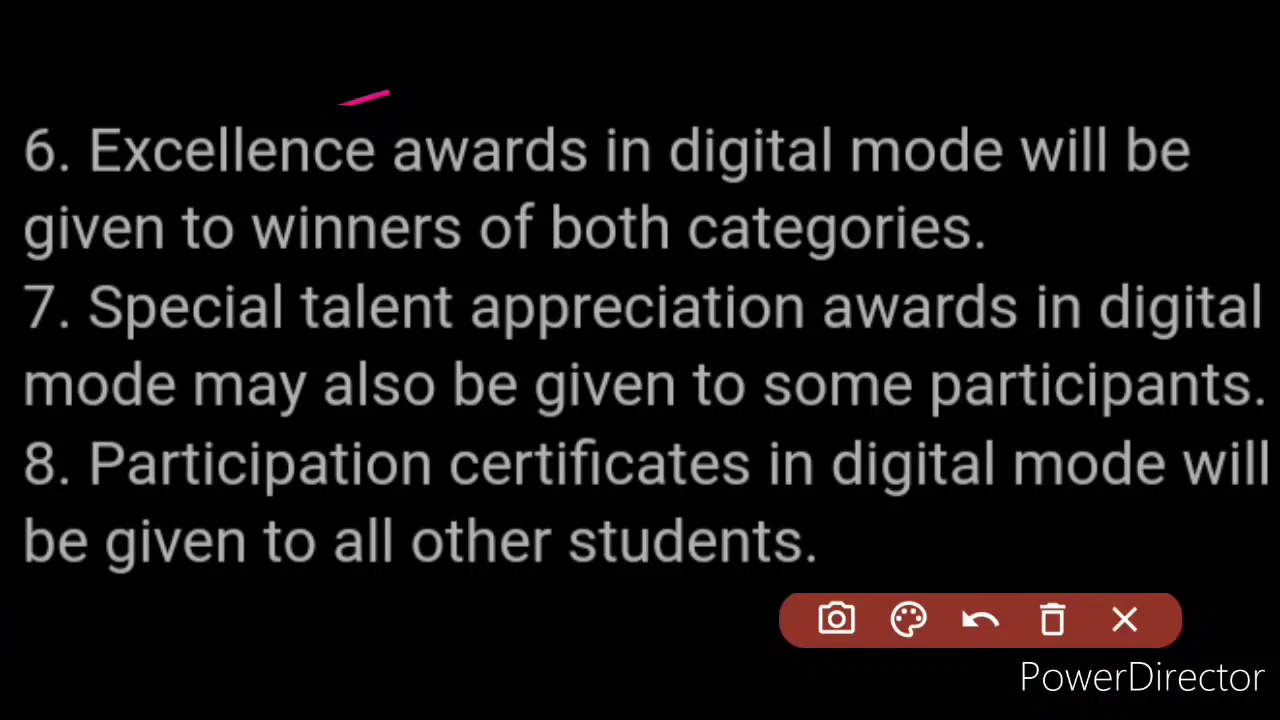 6. Excellence awards in digital mode will be
given to winners of both categories.
7. Special talent appreciation awards in digital
mode may also be given to some participants.
8. Participation certificates in digital mode will
be given to all other students.
PowerDirector